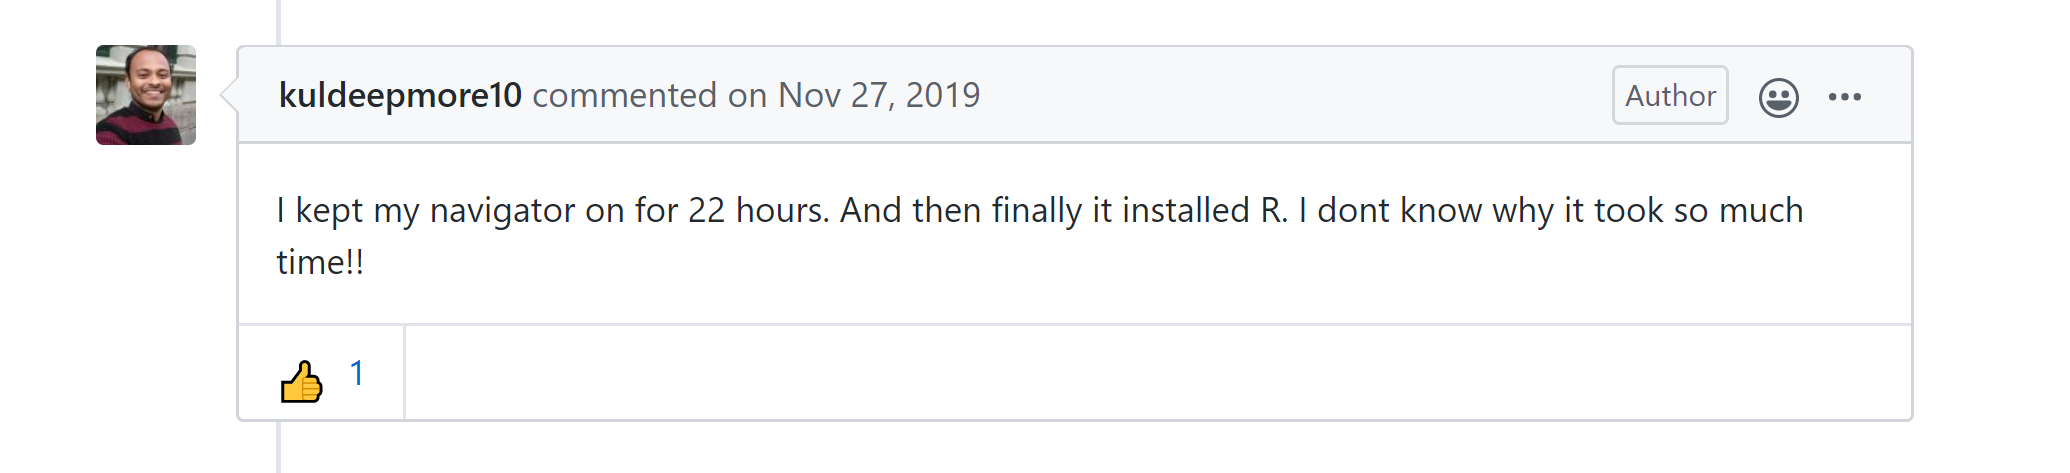 kuldeepmore10 commented on Nov 27, 2019 Author
I kept my navigator on for 22 hours. And then finally it installed R. I dont know why it took so much
time!!
1